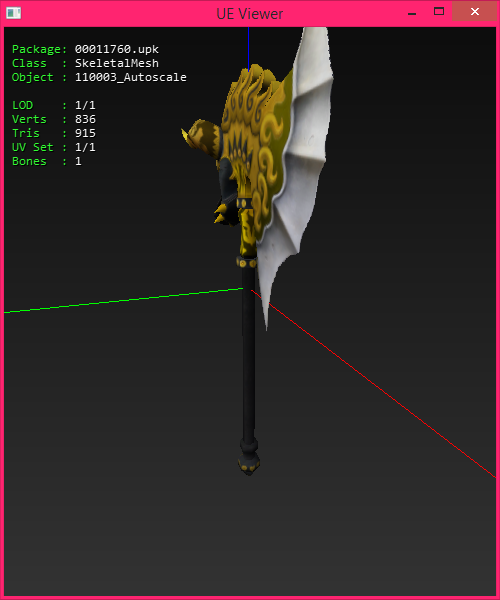 UE Viewer
Package: 00011760.upk
Class : SkeletalMesh
Object : 110003_Autoscale
LOD : 1/1
Verts : 836
Tris : 915
UV Set : 1/1
Bones : 1